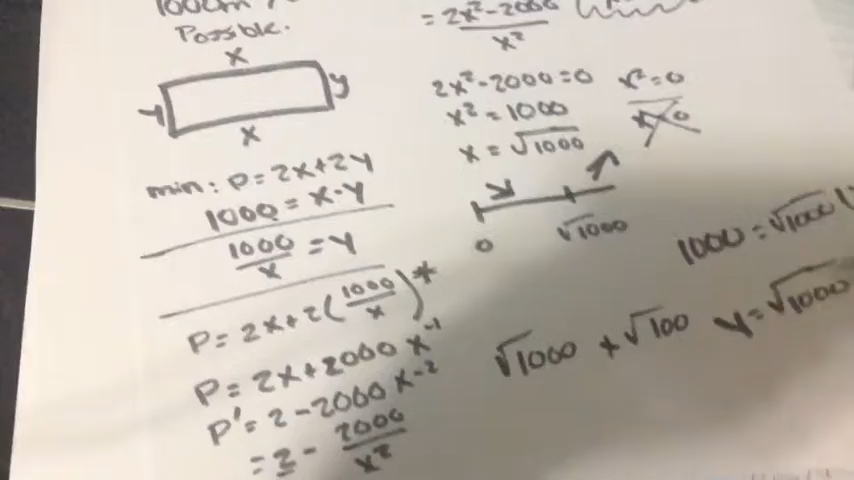 Possible.
x
y
y
x
min: P=2x+2y
1000 = x·y
1000/x = y
P=2x+2(1000/x)*
P=2x+2000x⁻¹
P'=2-2000x⁻²
=2-2000/x²
=2x²-2000/x²
2x²-2000=0
x²=0
x²=1000
x=0
x=√1000
0
√1000
1000=√1000(
y=√1000
√1000 x √100